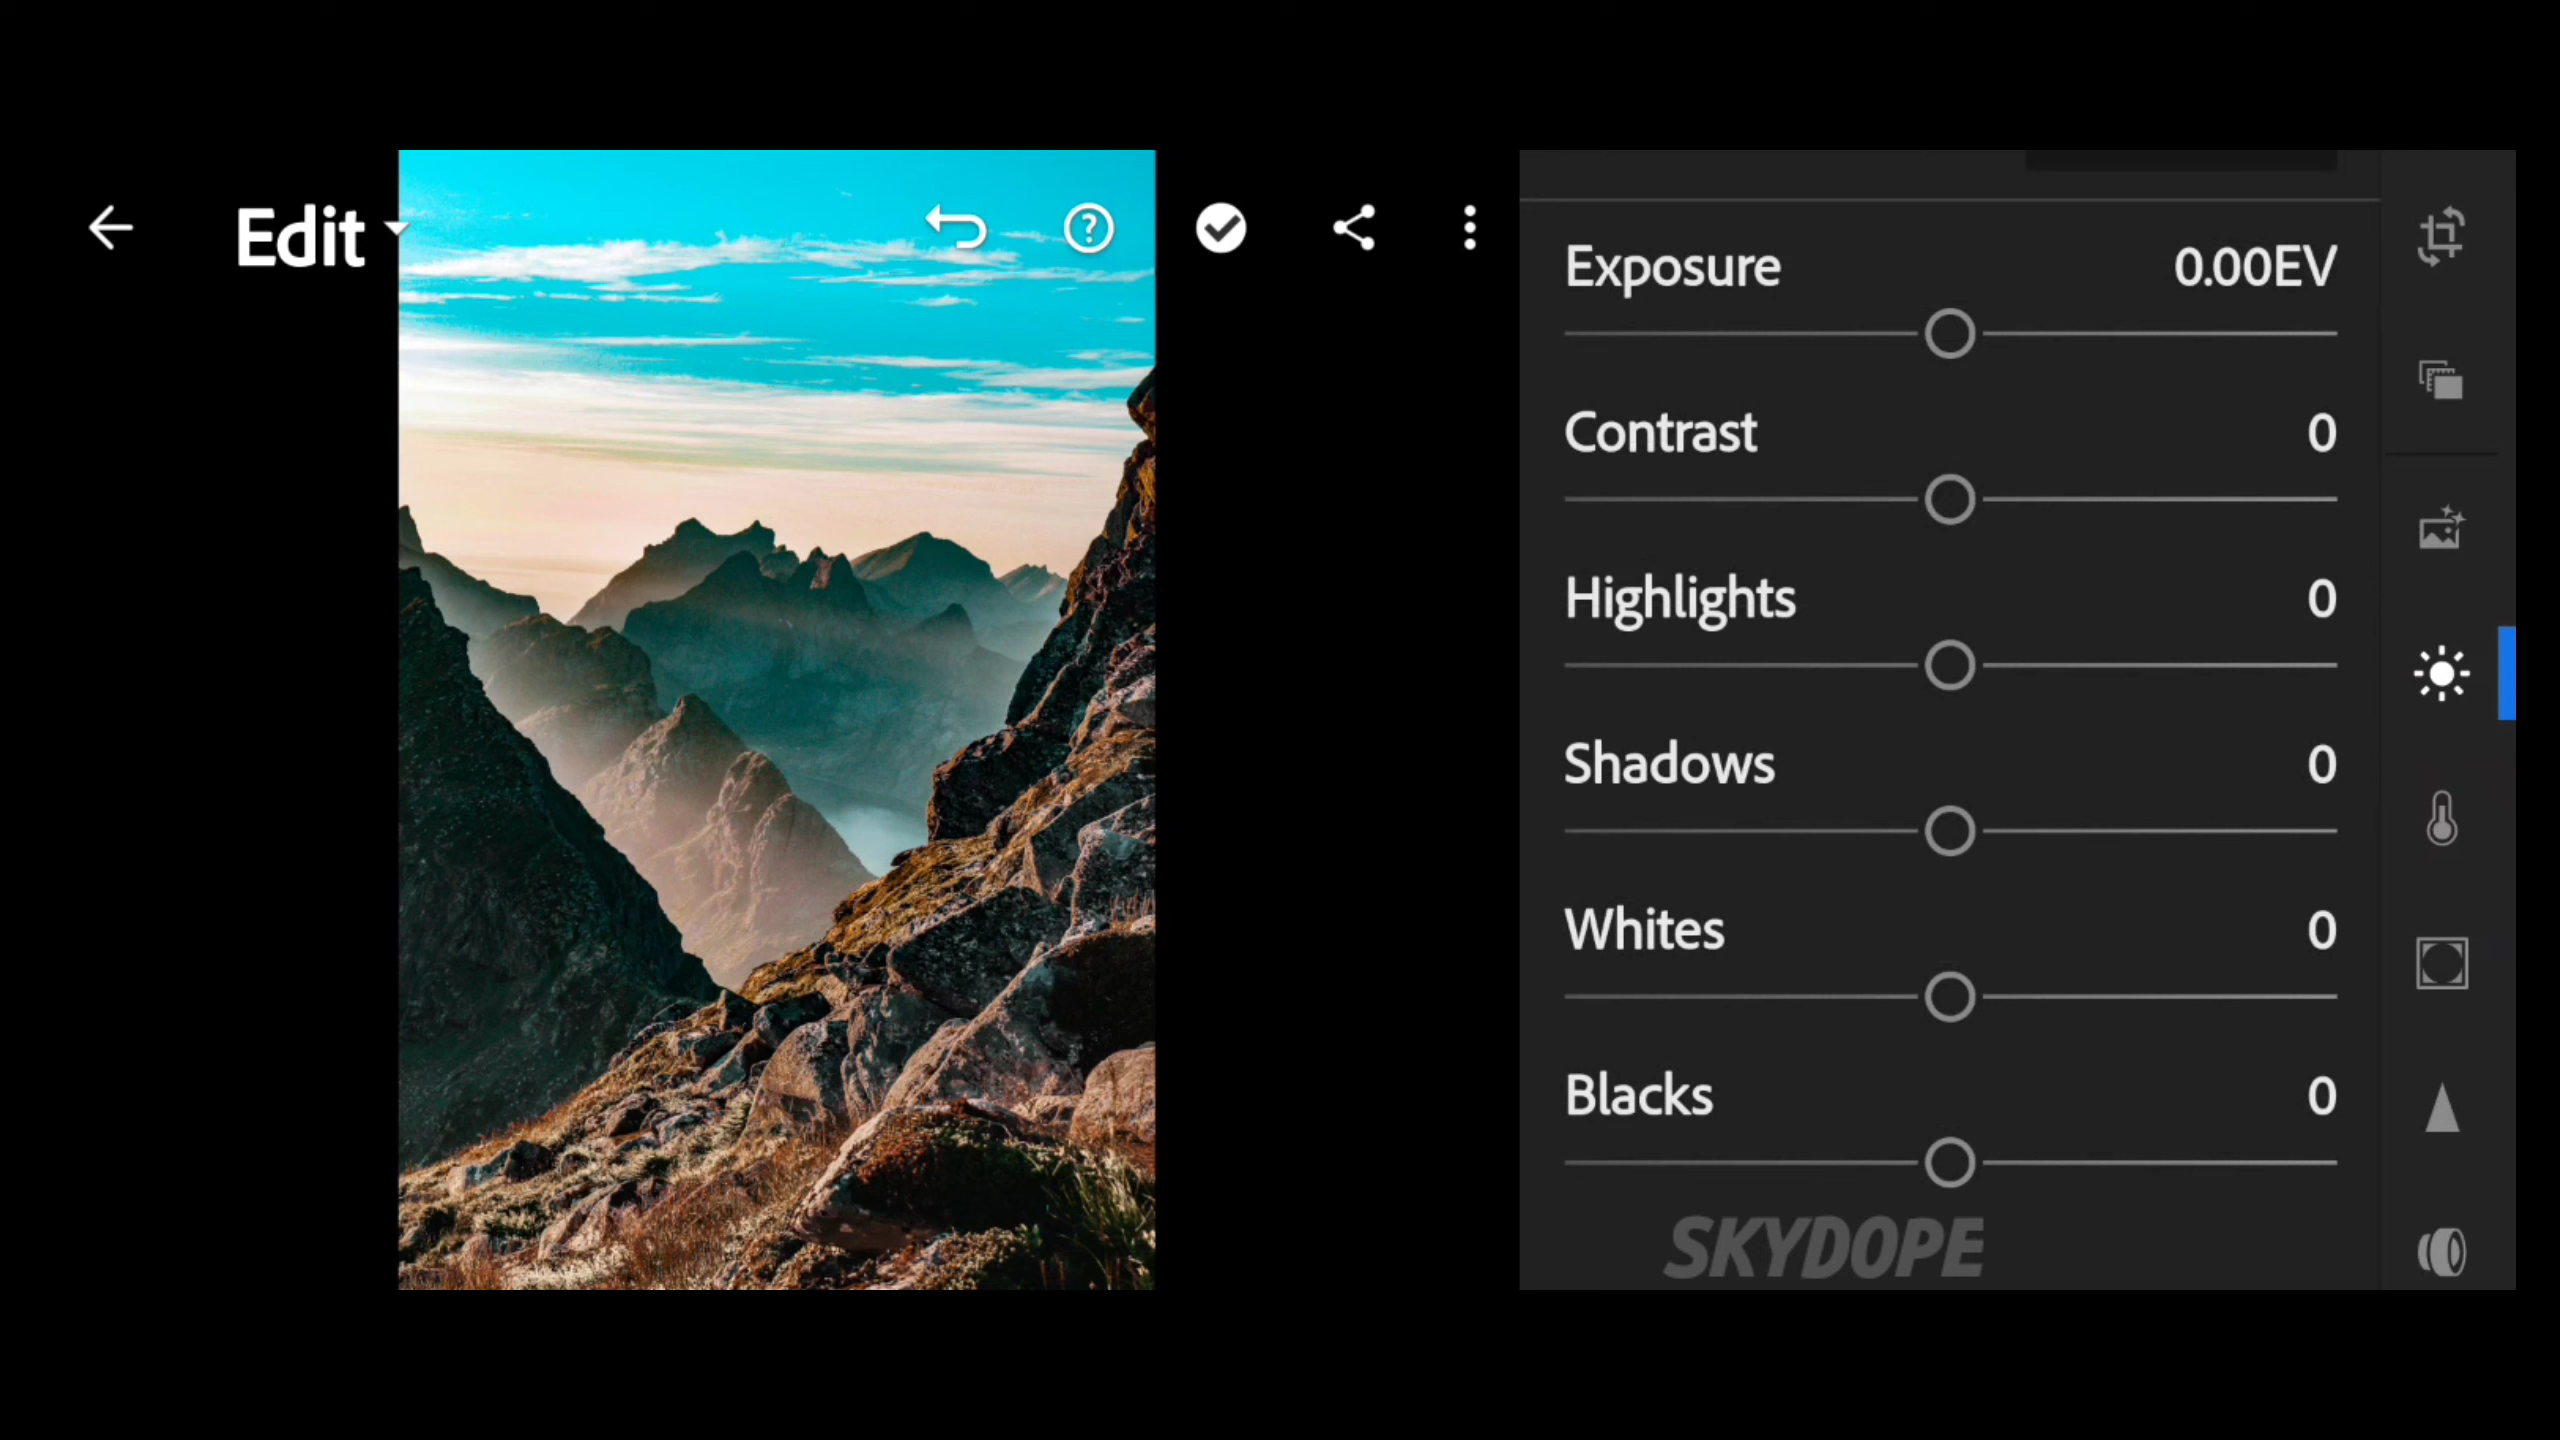 Edit
Exposure 0.00EV
Contrast 0
Highlights 0
Shadows 0
Whites 0
Blacks 0
SKYDOPE